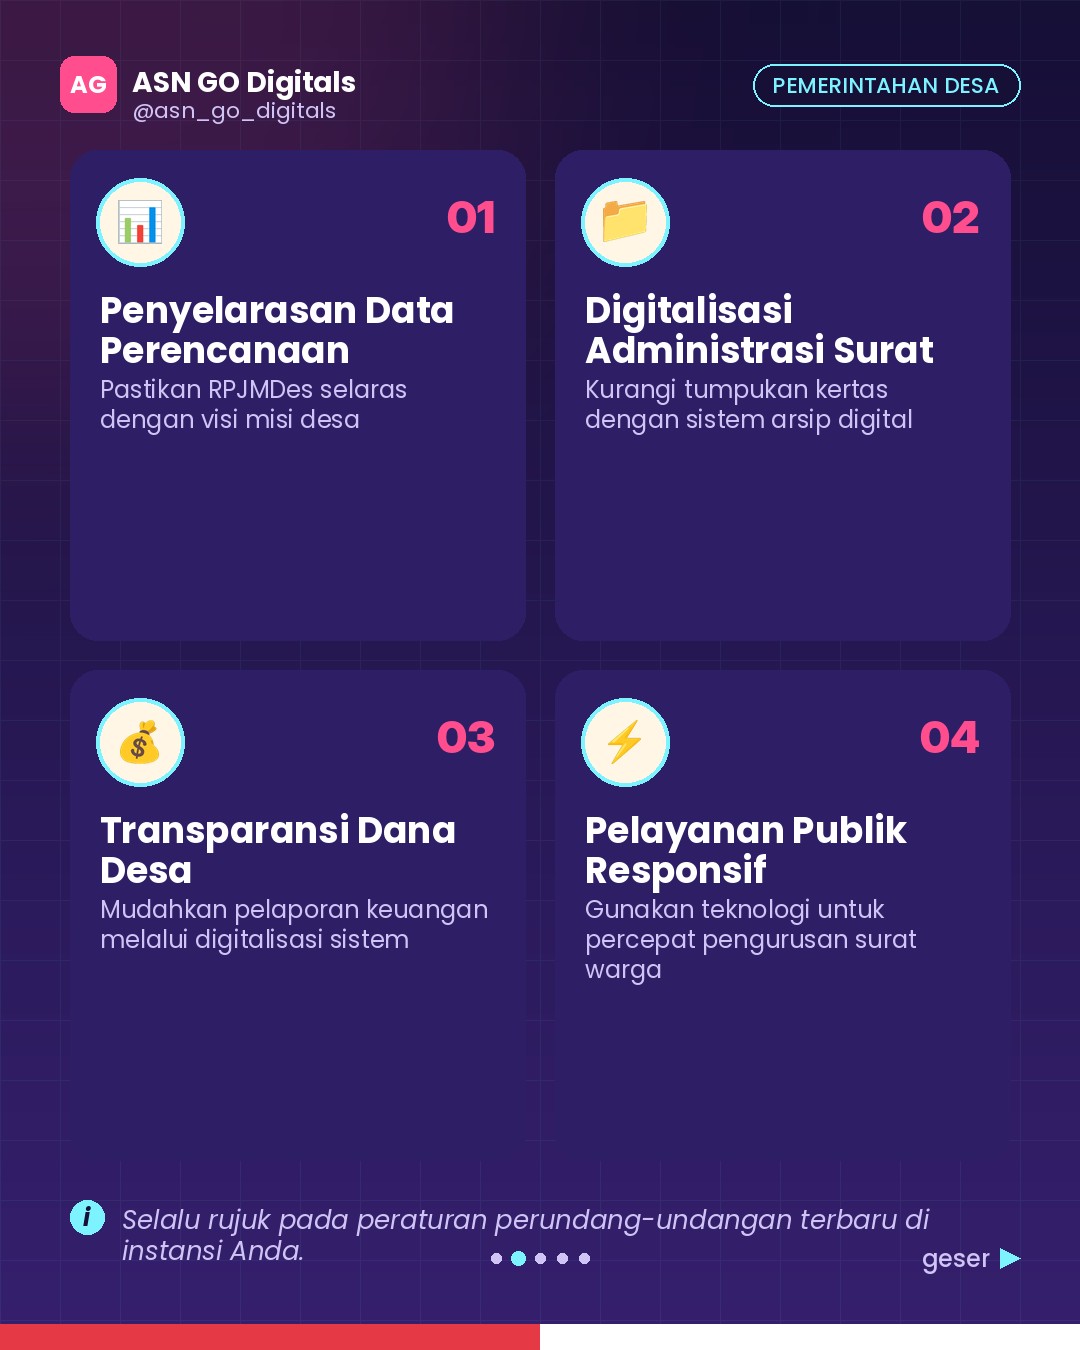 AG
ASN GO Digitals
@asn_go_digitals
PEMERINTAHAN DESA
01
Penyelarasan Data
Perencanaan
Pastikan RPJMDes selaras
dengan visi misi desa
02
Digitalisasi
Administrasi Surat
Kurangi tumpukan kertas
dengan sistem arsip digital
03
Transparansi Dana
Desa
Mudahkan pelaporan keuangan
melalui digitalisasi sistem
04
Pelayanan Publik
Responsif
Gunakan teknologi untuk
percepat pengurusan surat
warga
i
Selalu rujuk pada peraturan perundang-undangan terbaru di
instansi Anda.
geser